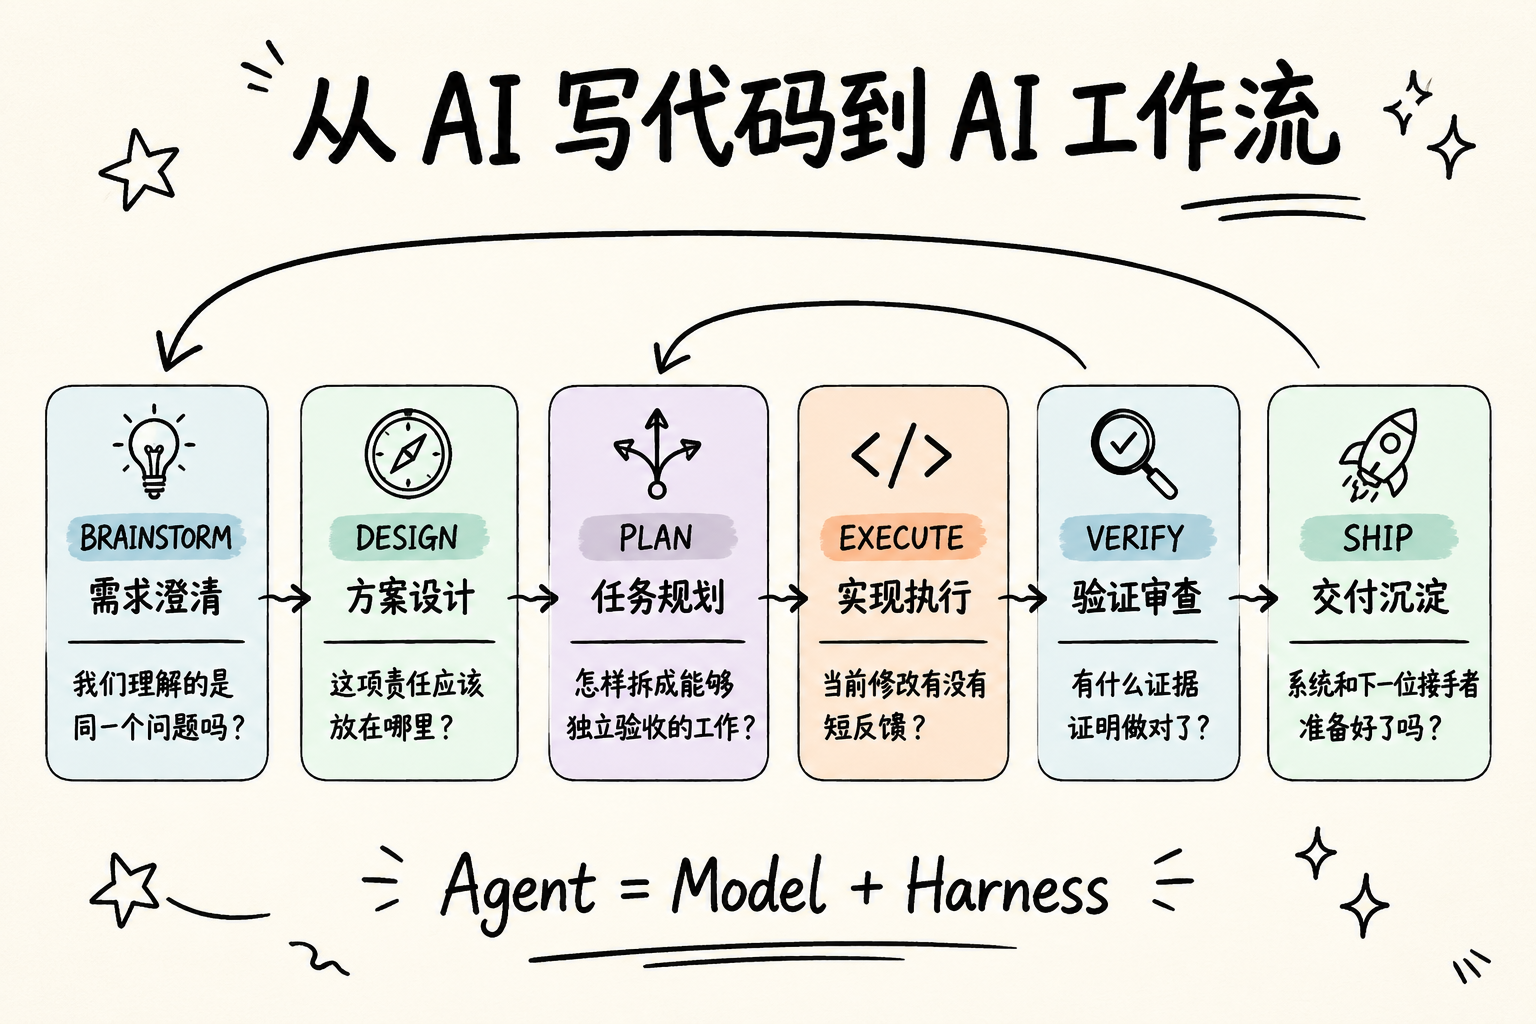 从 AI 写代码到 AI 工作流
BRAINSTORM
需求澄清
我们理解的是
同一个问题吗？
DESIGN
方案设计
这项责任应该
放在哪里？
PLAN
任务规划
怎样拆成能够
独立验收的工作？
</>
EXECUTE
实现执行
当前修改有没有
短反馈？
VERIFY
验证审查
有什么证据
证明做对了？
SHIP
交付沉淀
系统和下一位接手者
准备好了吗？
Agent = Model + Harness